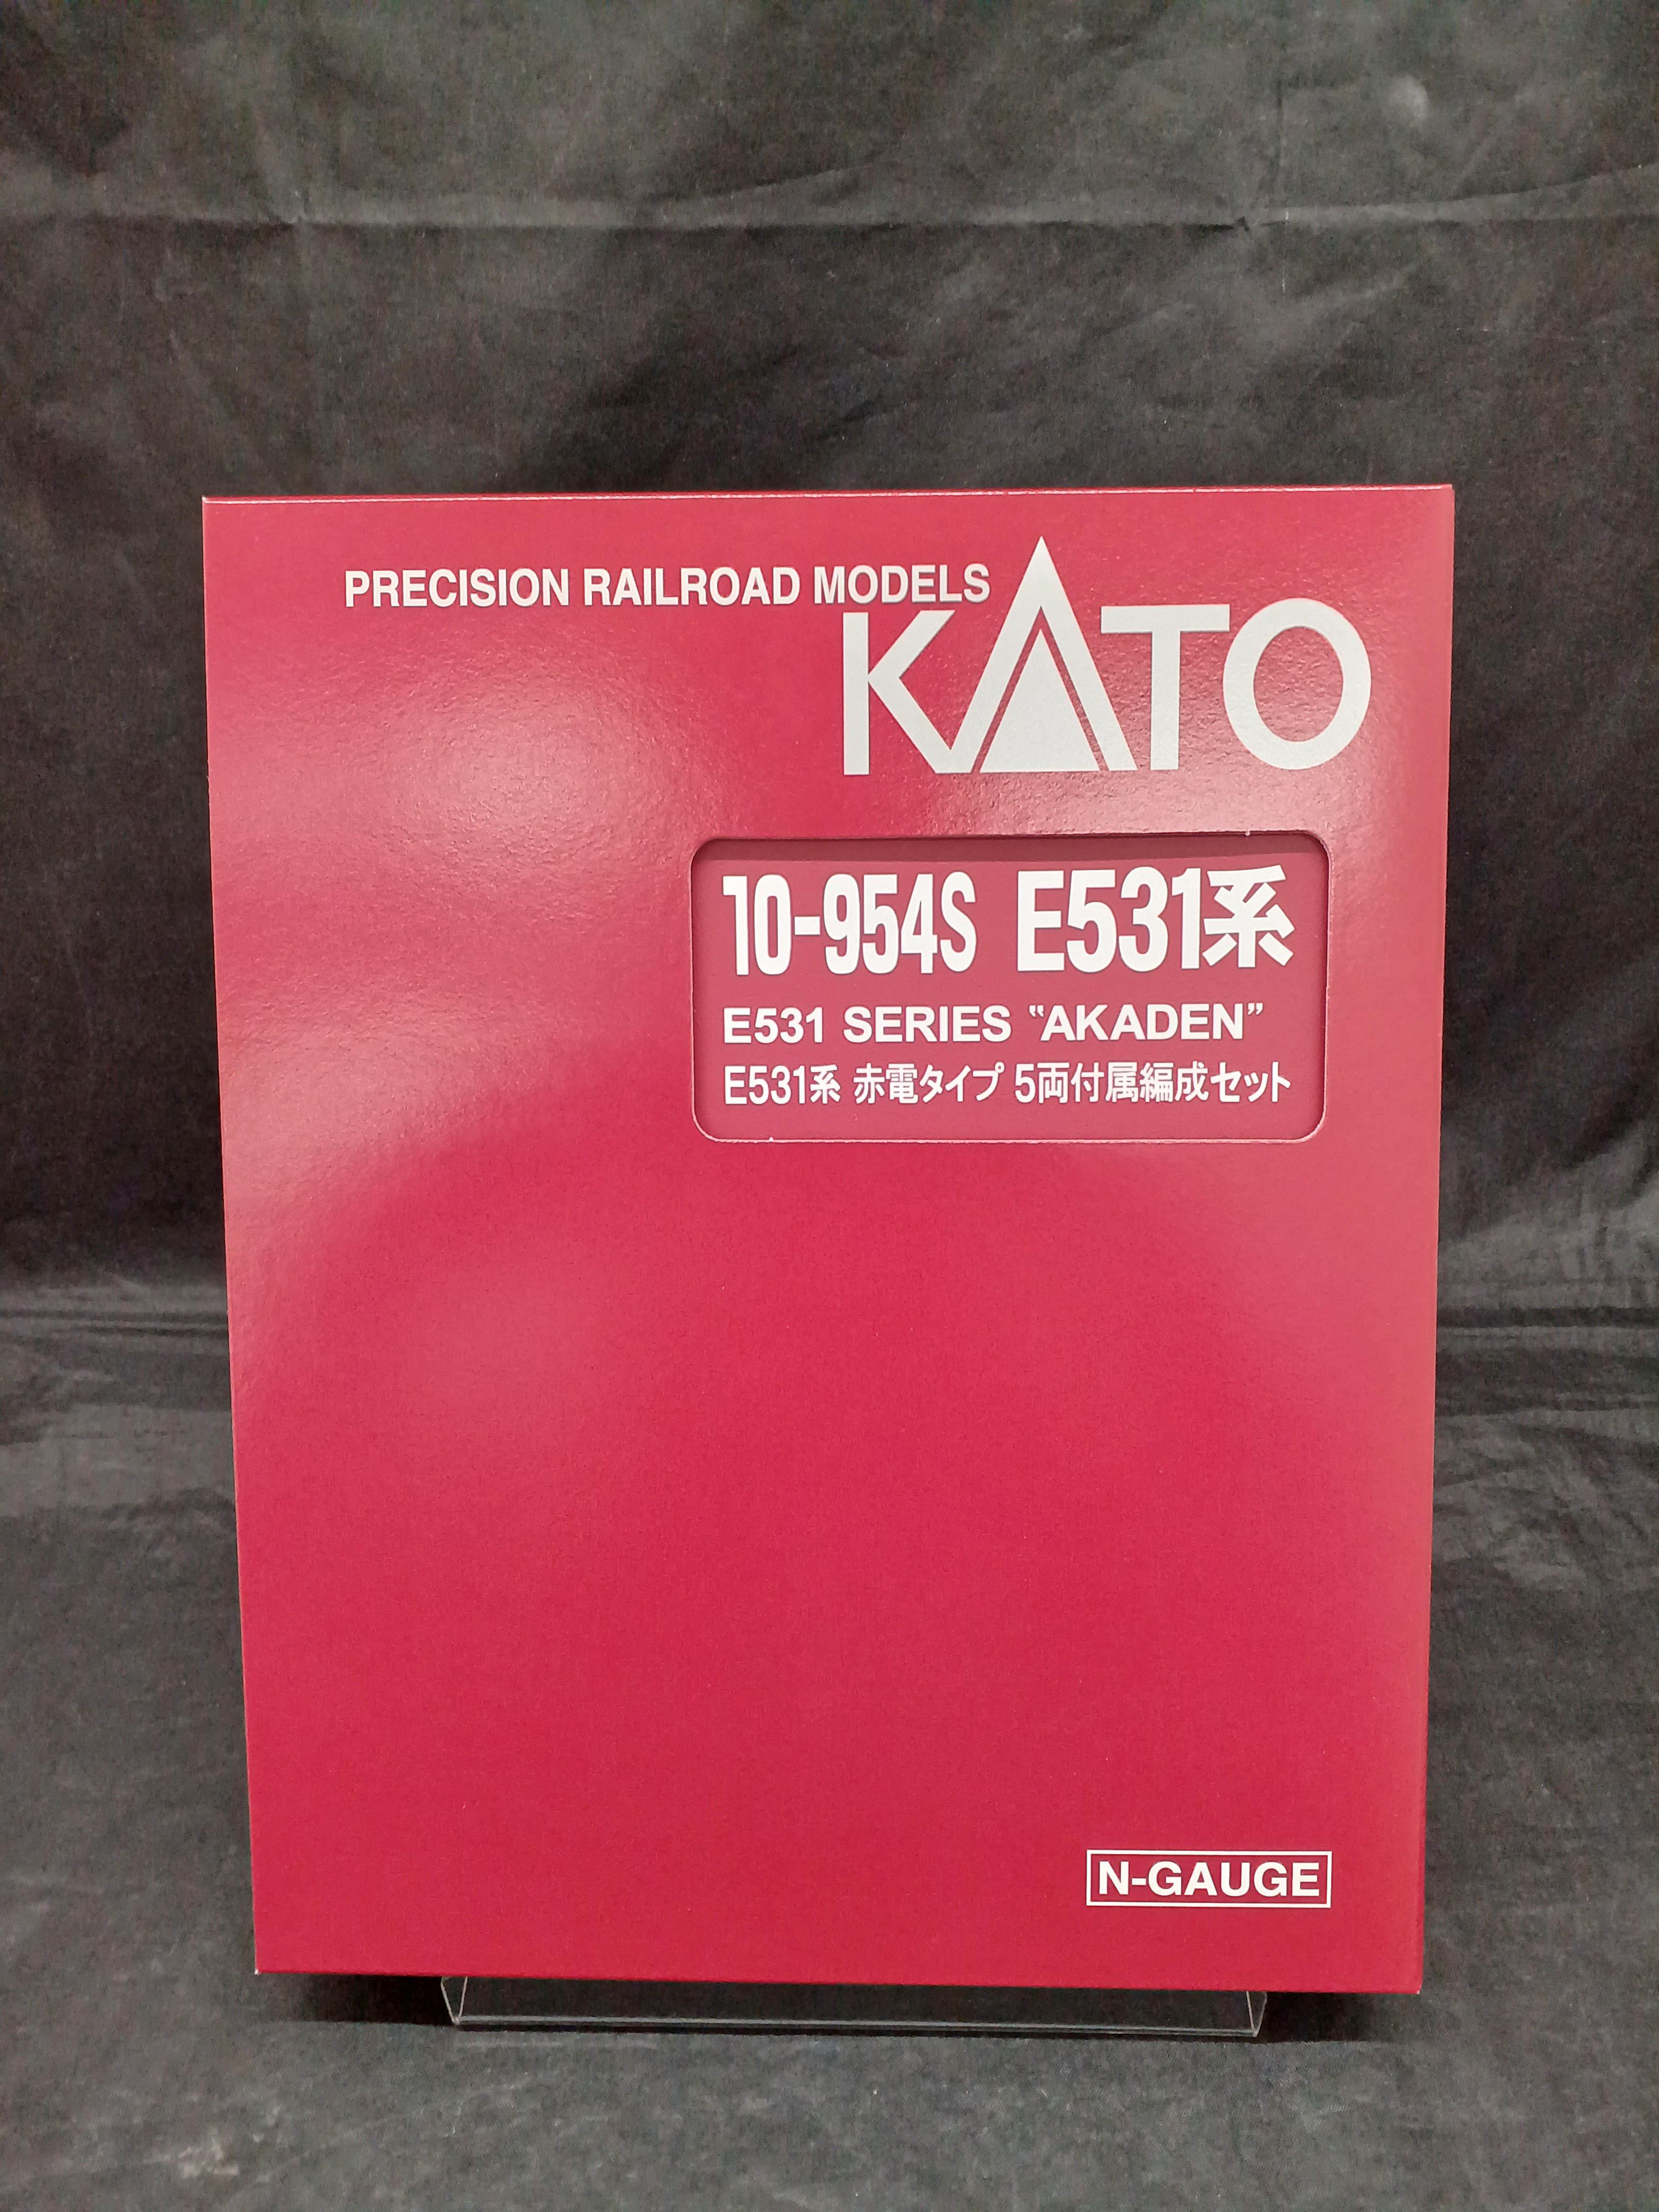 PRECISION RAILROAD MODELS
KATO
10-954S E531系
E531 SERIES “AKADEN”
E531系 赤電タイプ 5両付属編成セット
N-GAUGE